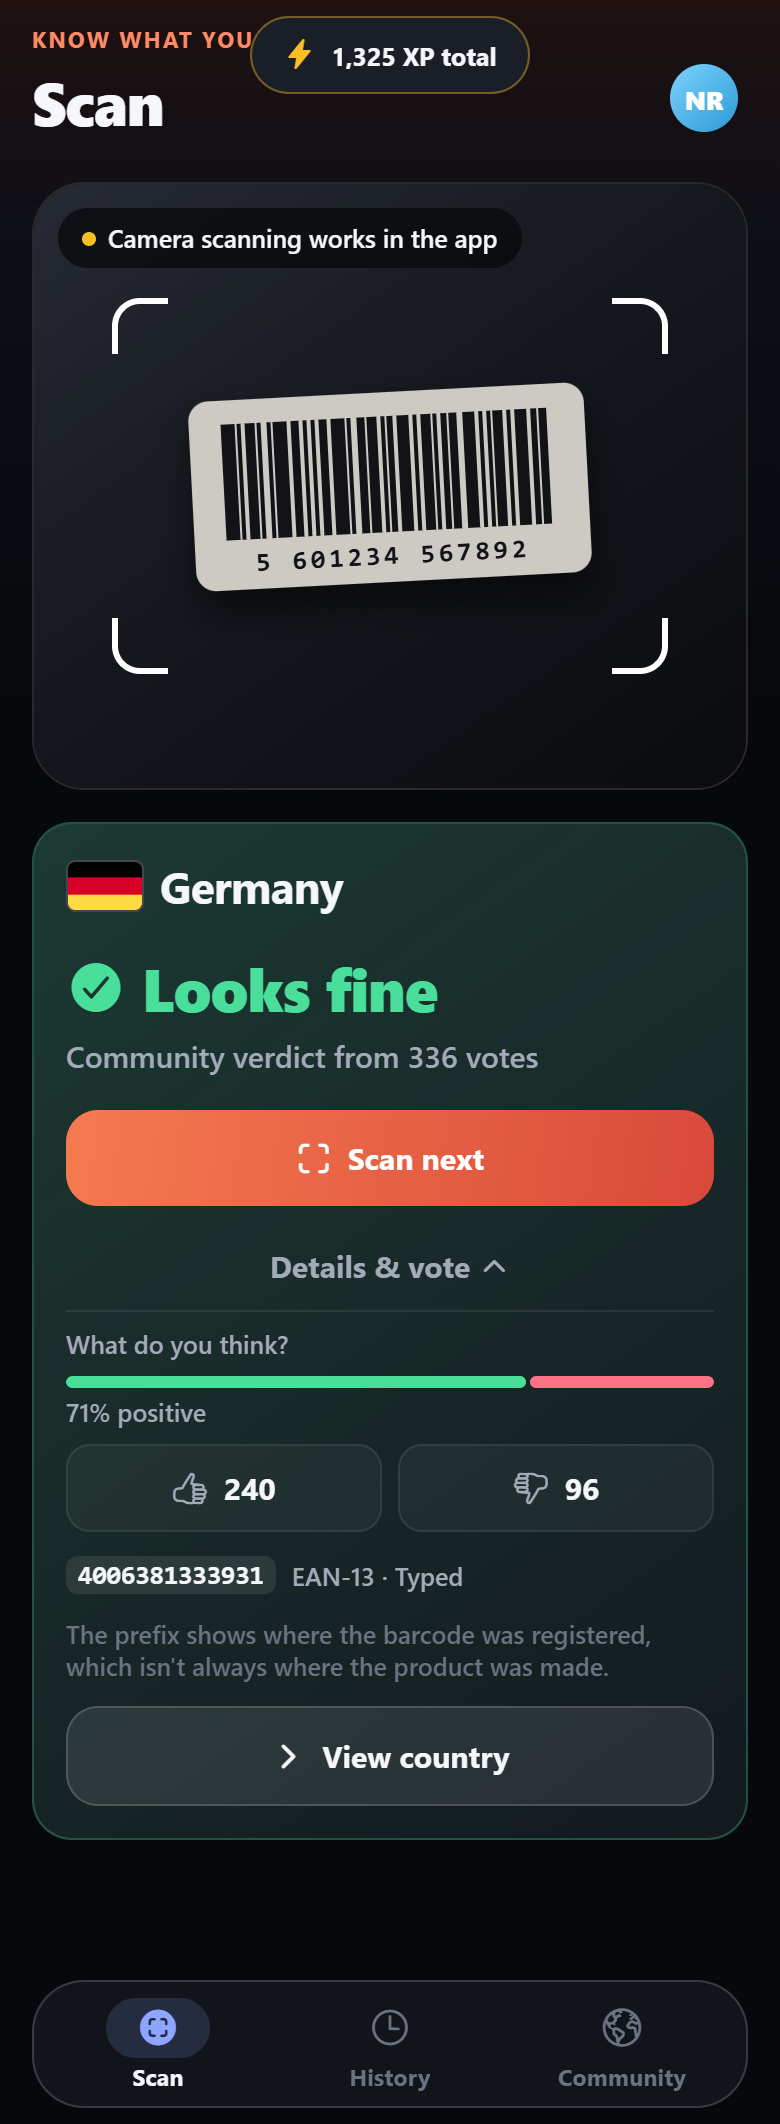 KNOW WHAT YOU
1,325 XP total
Scan
NR
Camera scanning works in the app
5 601234 567892
Germany
Looks fine
Community verdict from 336 votes
Scan next
Details & vote
What do you think?
71% positive
240
96
4006381333931 EAN-13 · Typed
The prefix shows where the barcode was registered,
which isn't always where the product was made.
View country
Scan
History
Community